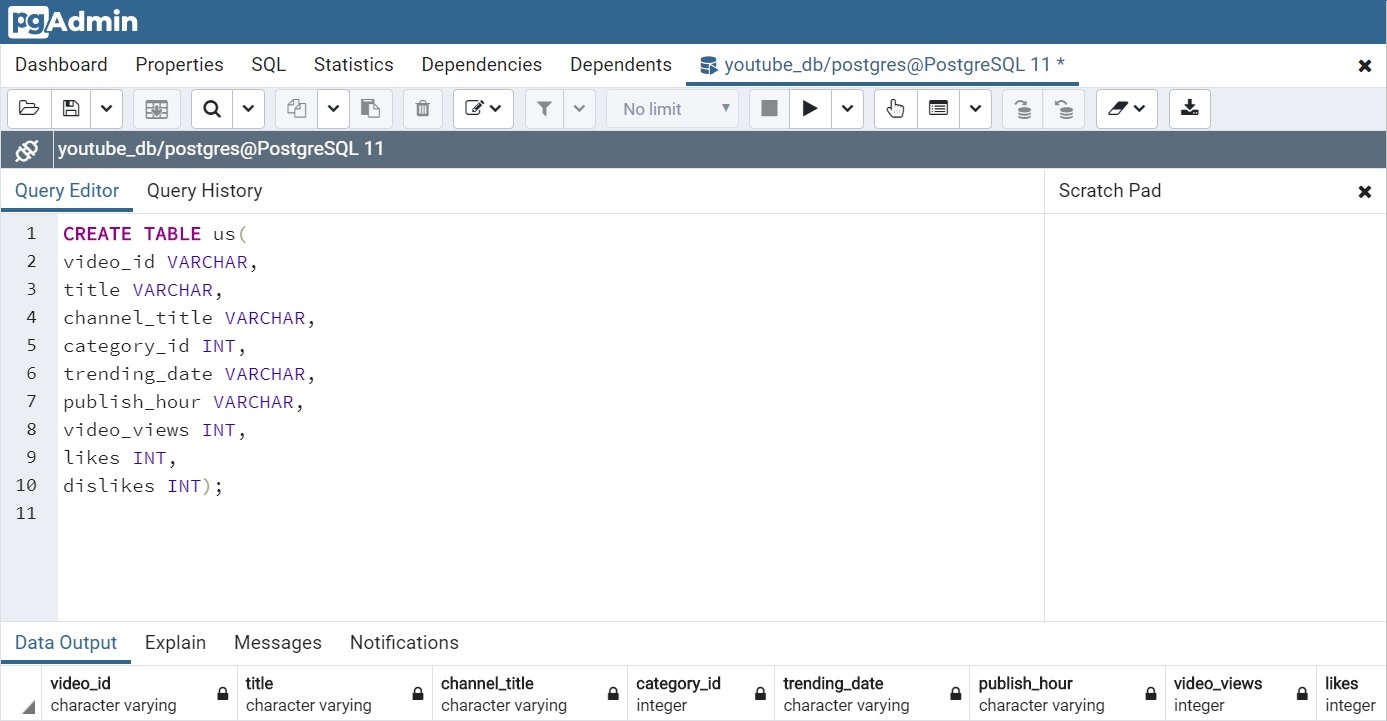 pgAdmin
Dashboard Properties SQL Statistics Dependencies Dependents youtube_db/postgres@PostgreSQL 11 *
No limit
youtube_db/postgres@PostgreSQL 11
Query Editor Query History Scratch Pad
1 CREATE TABLE us(
2 video_id VARCHAR,
3 title VARCHAR,
4 channel_title VARCHAR,
5 category_id INT,
6 trending_date VARCHAR,
7 publish_hour VARCHAR,
8 video_views INT,
9 likes INT,
10 dislikes INT);
11
Data Output Explain Messages Notifications
video_id title channel_title category_id trending_date publish_hour video_views likes
character varying character varying character varying integer character varying character varying integer integer